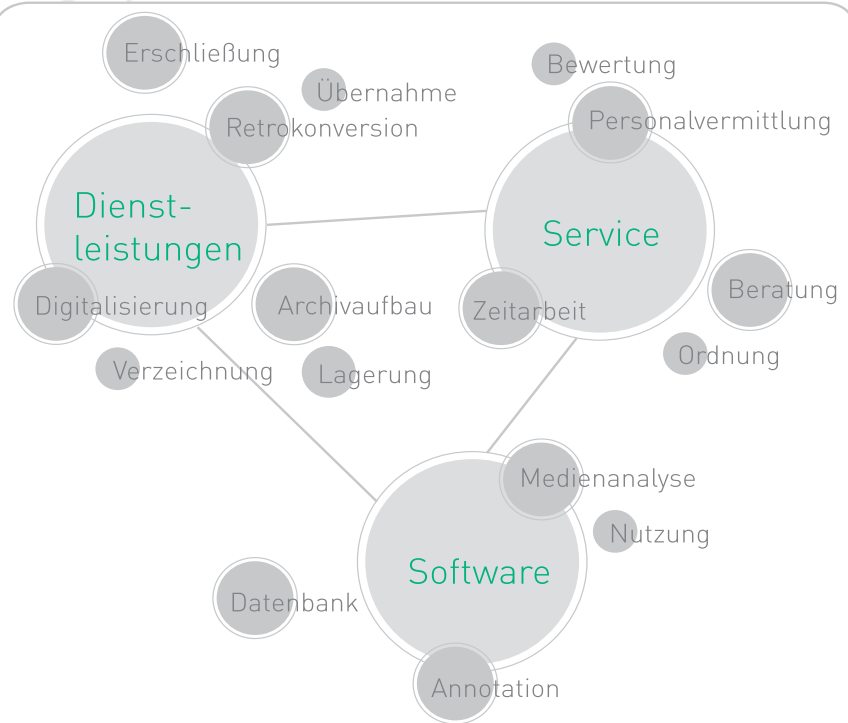 Erschließung
Übernahme
Retrokonversion
Dienst-
leistungen
Digitalisierung
Archivaufbau
Verzeichnung
Lagerung
Bewertung
Personalvermittlung
Service
Zeitarbeit
Beratung
Ordnung
Medienanalyse
Nutzung
Software
Datenbank
Annotation